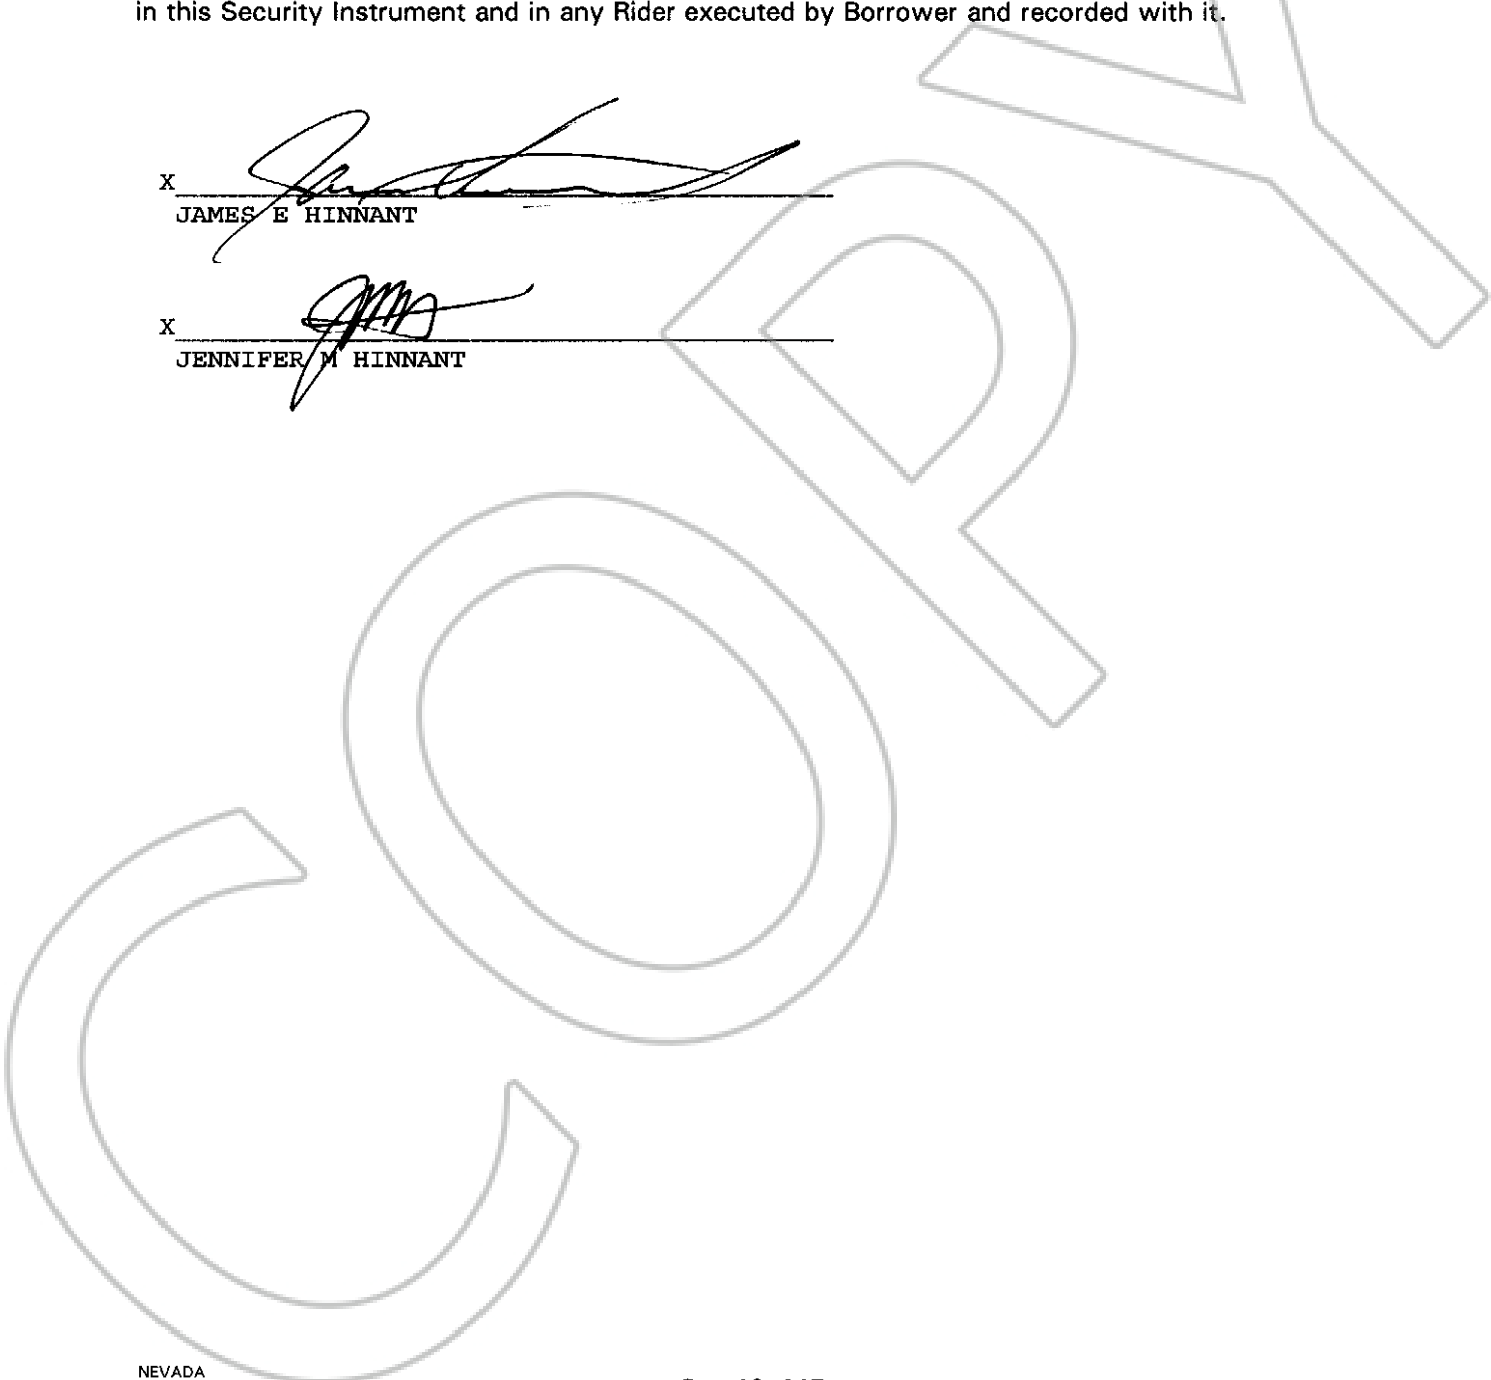 in this Security Instrument and in any Rider executed by Borrower and recorded with it.
X
JAMES E HINNANT
X
JENNIFER M HINNANT
COPY
NEVADA